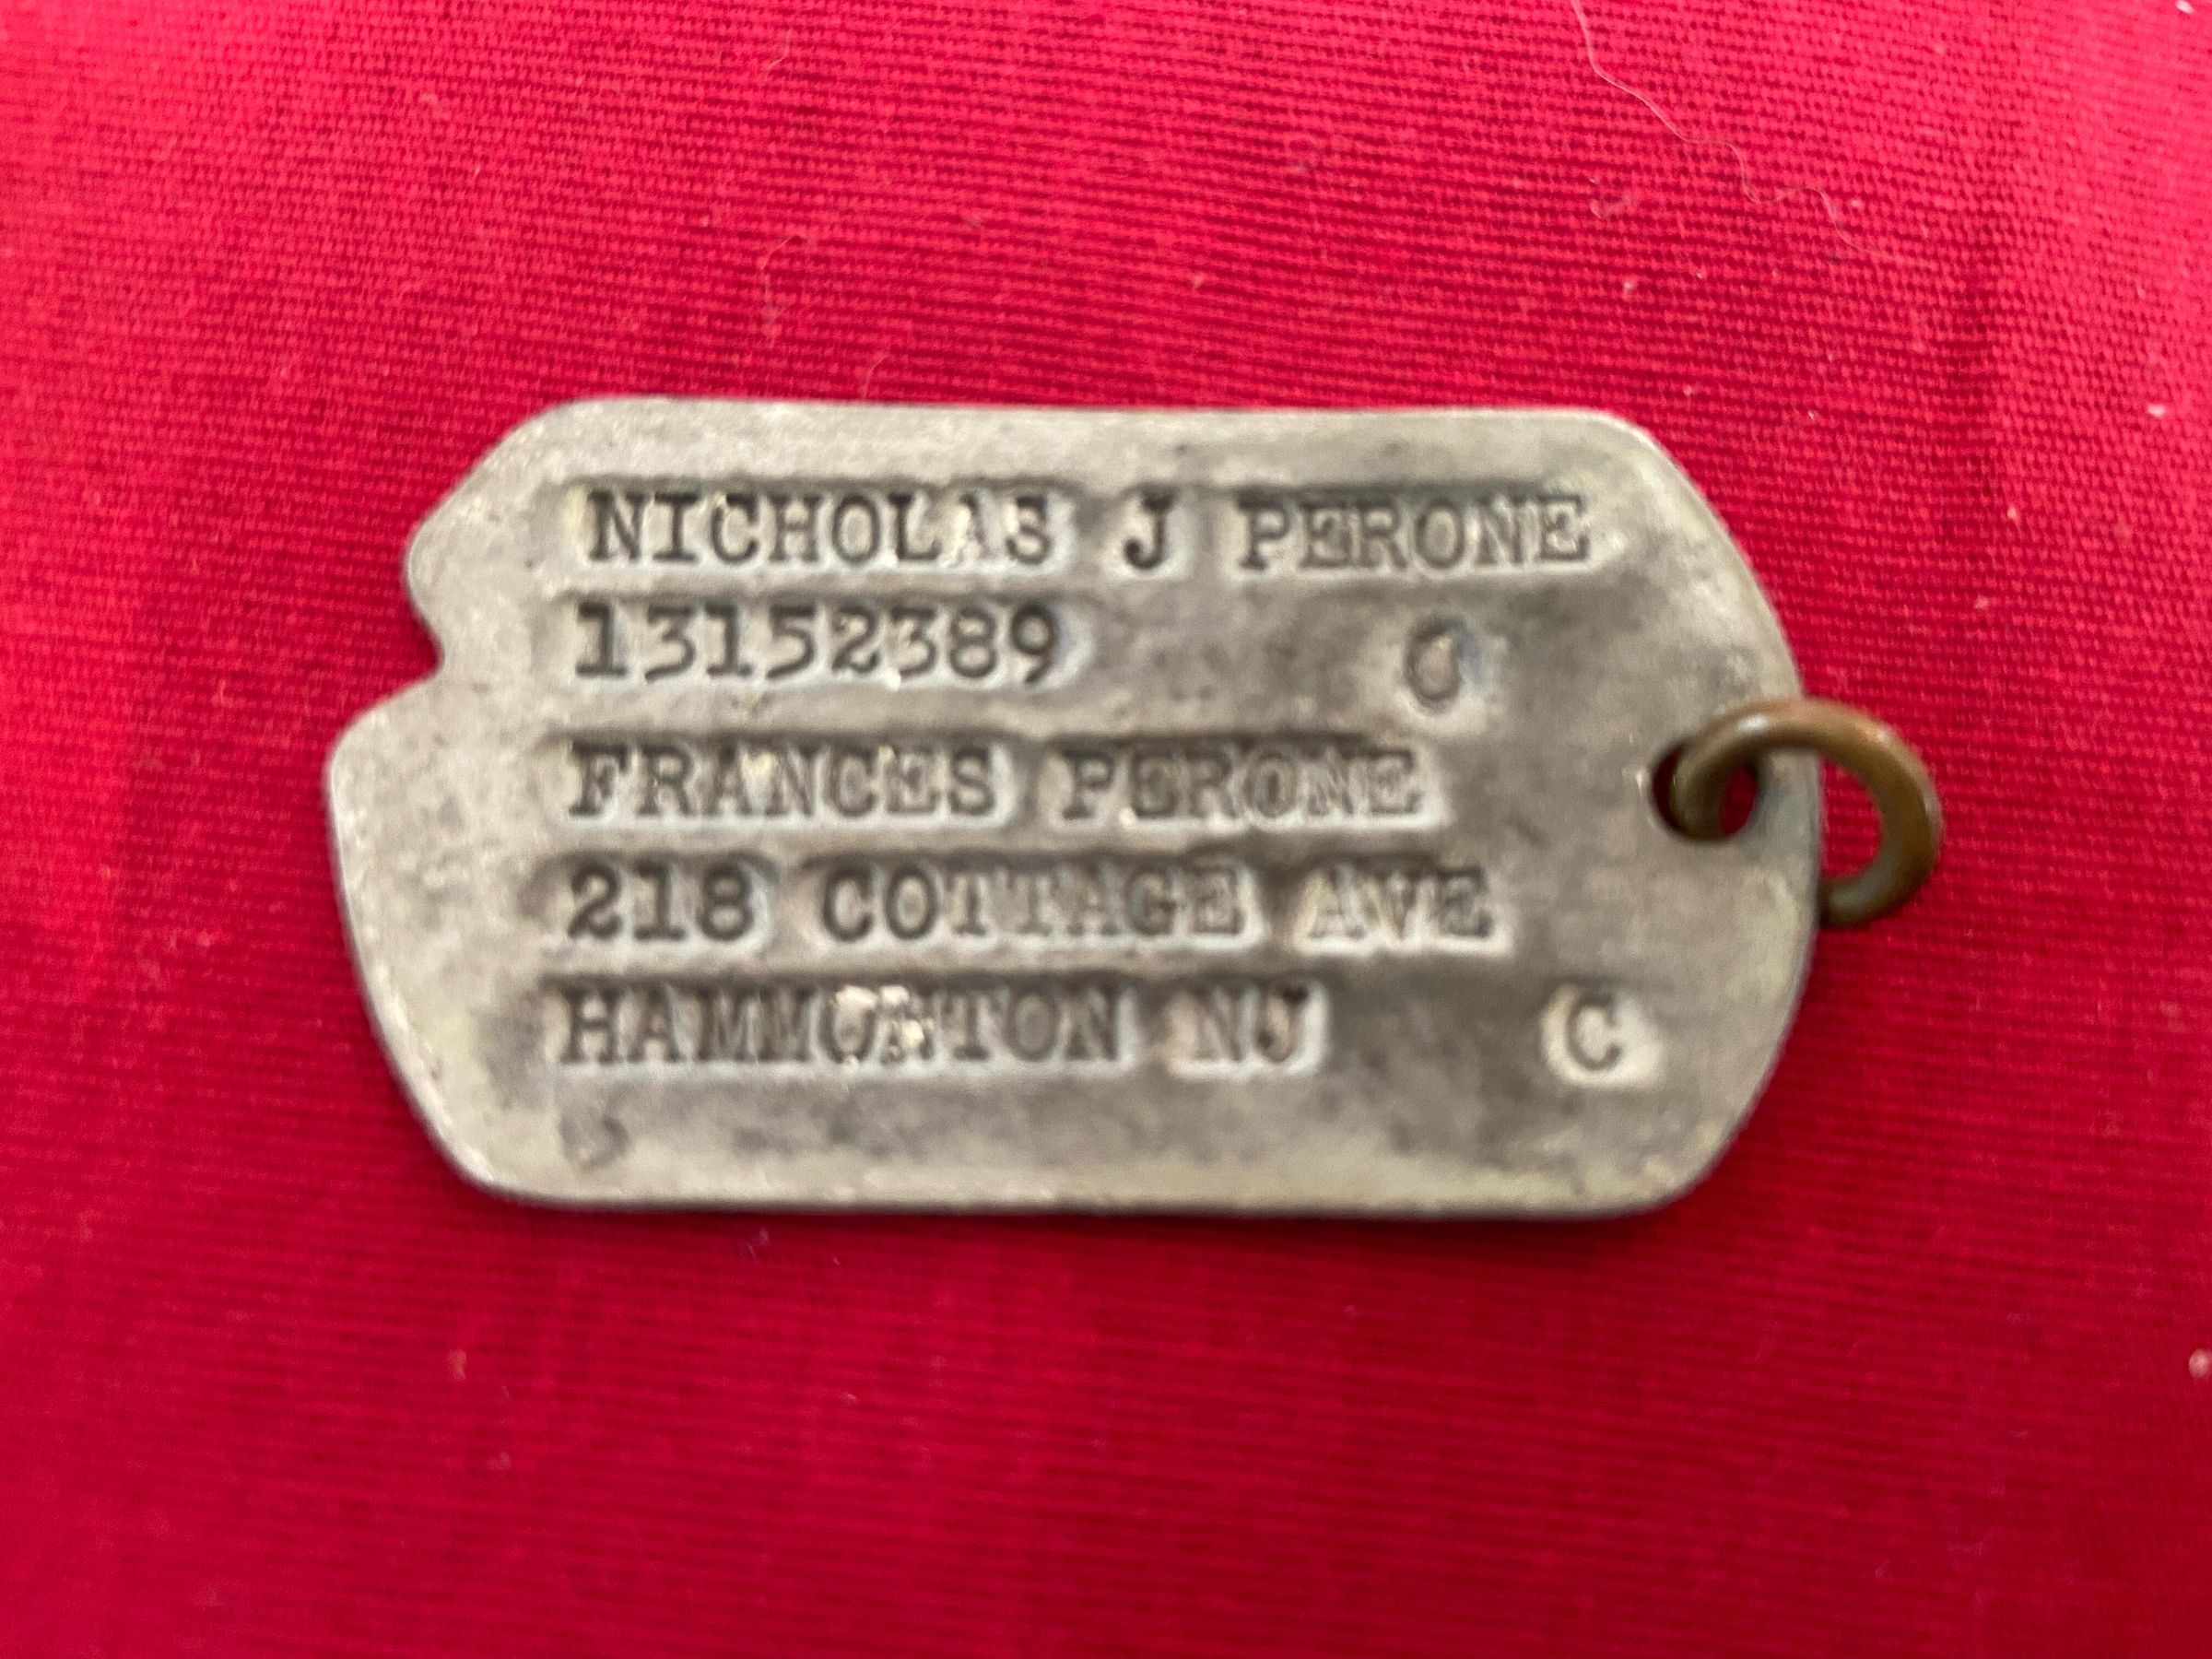 NICHOLAS J PERONE
13152389 O
FRANCES PERONE
218 COTTAGE AVE
HAMMONTON NJ C